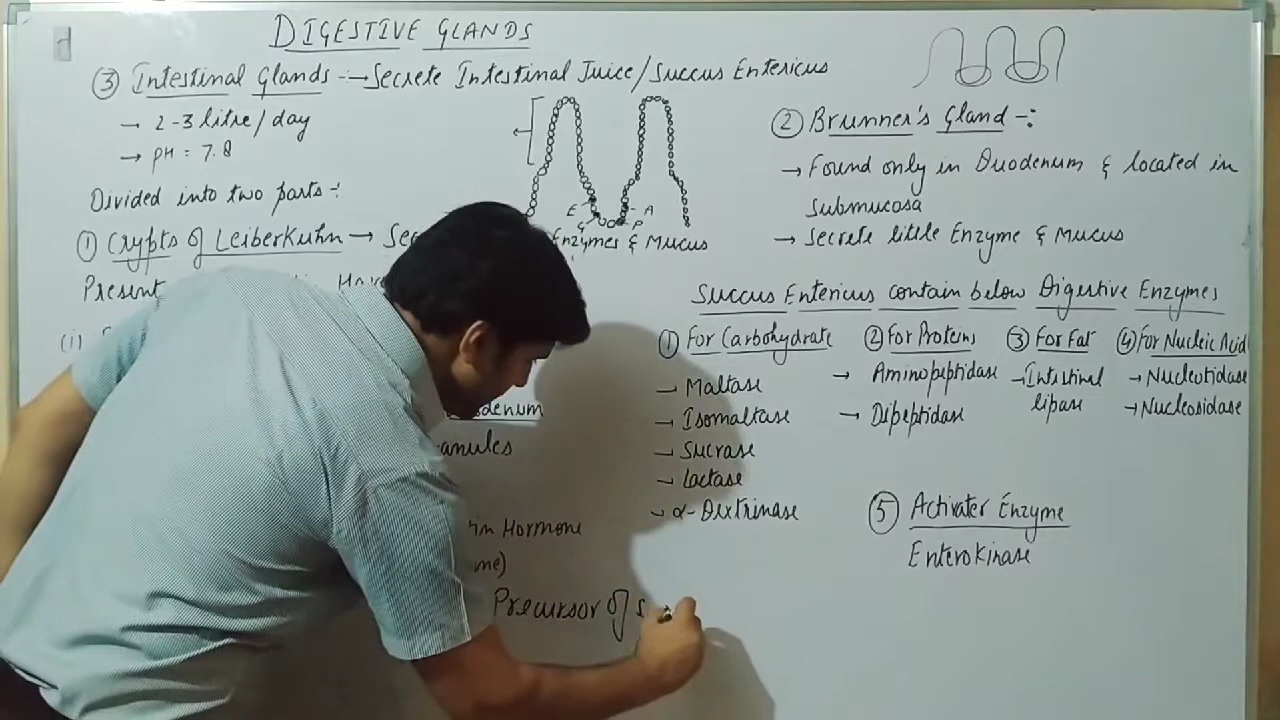 DIGESTIVE GLANDS
③ Intestinal Glands :→ Secrete Intestinal Juice/Succus Entericus
→ 2-3 litre/day
→ PH = 7.8
Divided into two parts :
① Crypts of Leiberkuhn → Enzymes & Mucus
E A
G P
Present
(i)
anules
Hormone
me)
Precursor of s
② Brunner's Gland -:
→ Found only in Duodenum & located in
Submucosa
→ Secrete little Enzyme & Mucus
Succus Entericus contain below Digestive Enzymes
① For Carbohydrate
→ Maltase
→ Isomaltase
→ Sucrase
→ Lactase
→ α-Dextrinase
② For Proteins
→ Aminopeptidase
→ Dipeptidase
③ For Fat
→ Intestinal
lipase
④ For Nucleic Acid
→ Nucleotidase
→ Nucleosidase
⑤ Activater Enzyme
Enterokinase